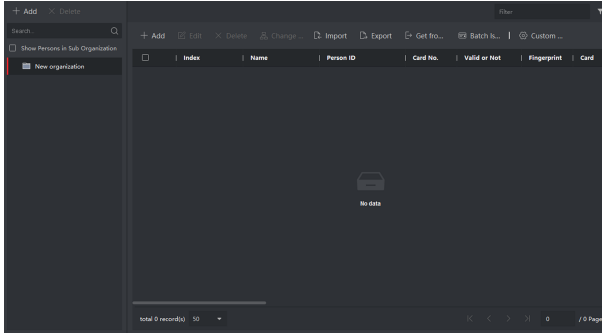 Add Delete
Filter
Search..
Show Persons in Sub Organization
New organization
Add Edit Delete Change ... Import Export Get fro... Batch Is... Custom ...
Index Name Person ID Card No. Valid or Not Fingerprint Card
No data
total 0 record(s) 50 0 / 0 Page